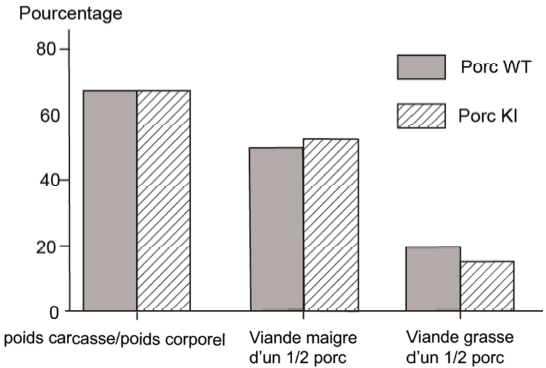 Pourcentage
80
60
40
20
0
Porc WT
Porc KI
poids carcasse/poids corporel
Viande maigre
d'un 1/2 porc
Viande grasse
d'un 1/2 porc